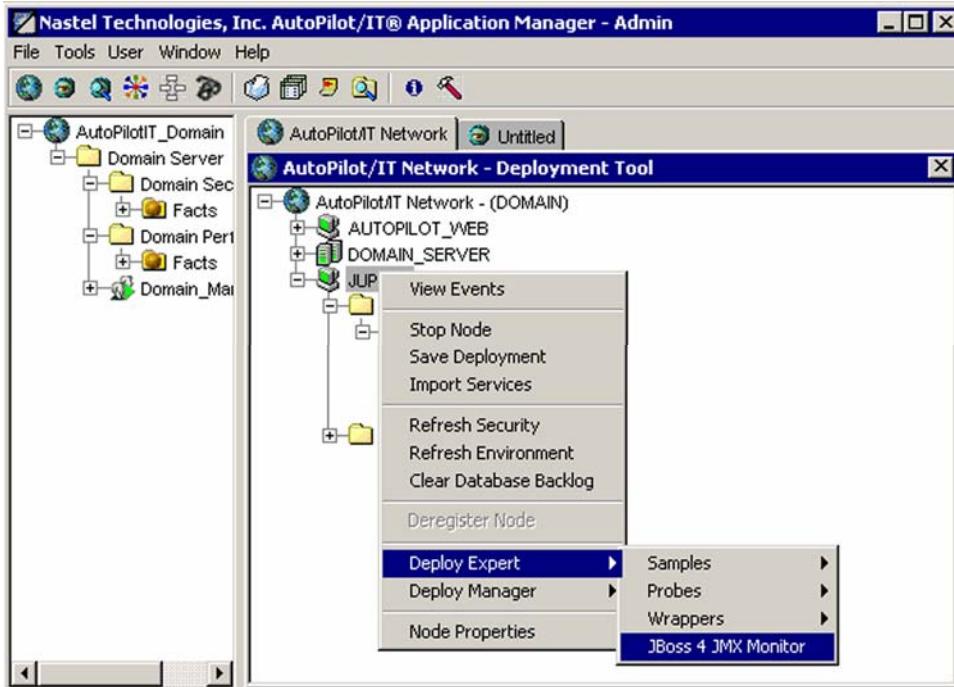 Nastel Technologies, Inc. AutoPilot/IT® Application Manager - Admin
File Tools User Window Help
AutoPilotIT_Domain
Domain Server
Domain Sec
Facts
Domain Perf
Facts
Domain_Mar
AutoPilot/IT Network
Untitled
AutoPilot/IT Network - Deployment Tool
AutoPilot/IT Network - (DOMAIN)
AUTOPILOT_WEB
DOMAIN_SERVER
JUP
View Events
Stop Node
Save Deployment
Import Services
Refresh Security
Refresh Environment
Clear Database Backlog
Deregister Node
Deploy Expert
Deploy Manager
Node Properties
Samples
Probes
Wrappers
JBoss 4 JMX Monitor